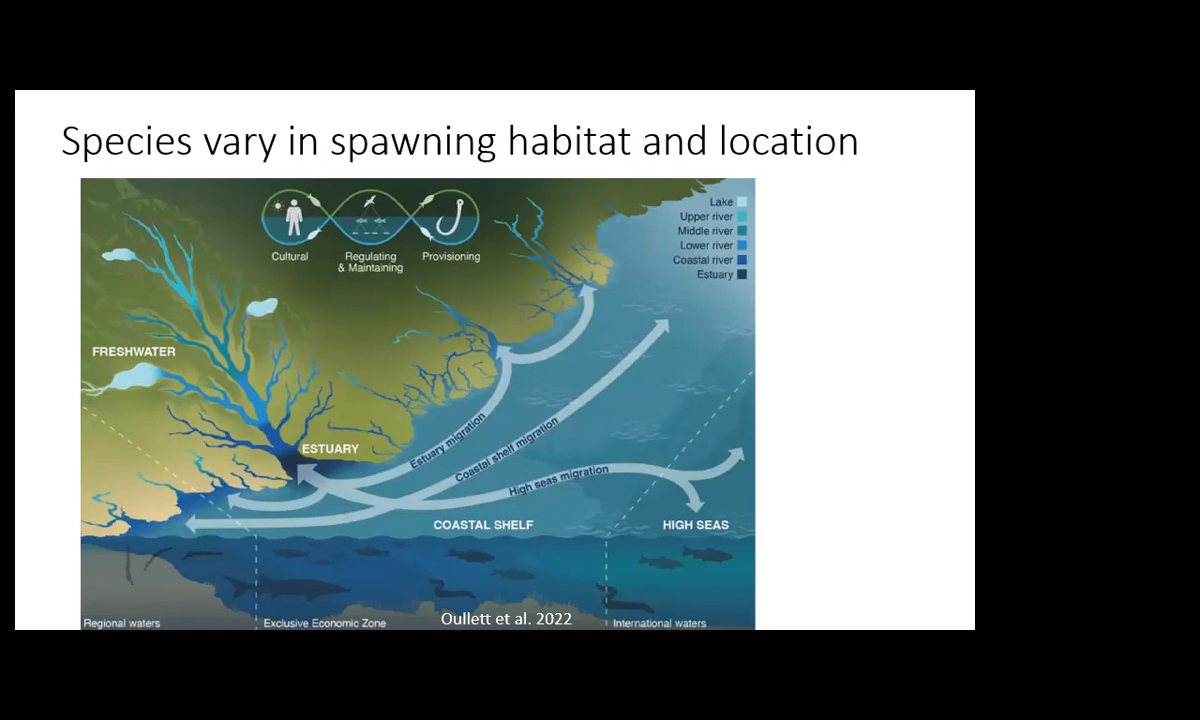 Species vary in spawning habitat and location
Cultural
Regulating
& Maintaining
Provisioning
Lake
Upper river
Middle river
Lower river
Coastal river
Estuary
FRESHWATER
ESTUARY
Estuary migration
Coastal shelf migration
High seas migration
COASTAL SHELF
HIGH SEAS
Regional waters
Exclusive Economic Zone
Oullett et al. 2022
International waters